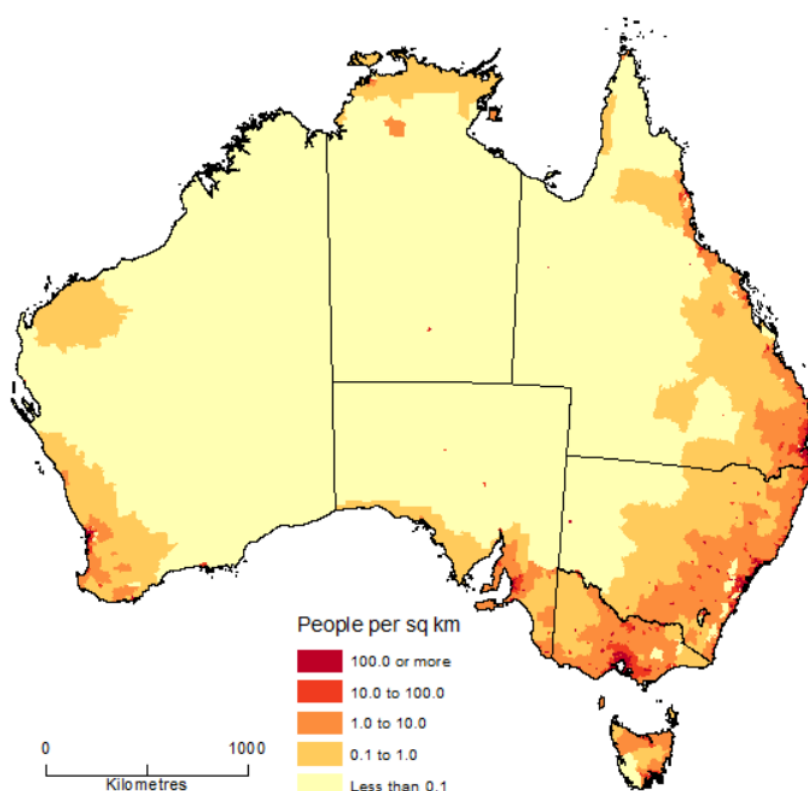 People per sq km
100.0 or more
10.0 to 100.0
1.0 to 10.0
0.1 to 1.0
Less than 0.1
0 1000
Kilometres